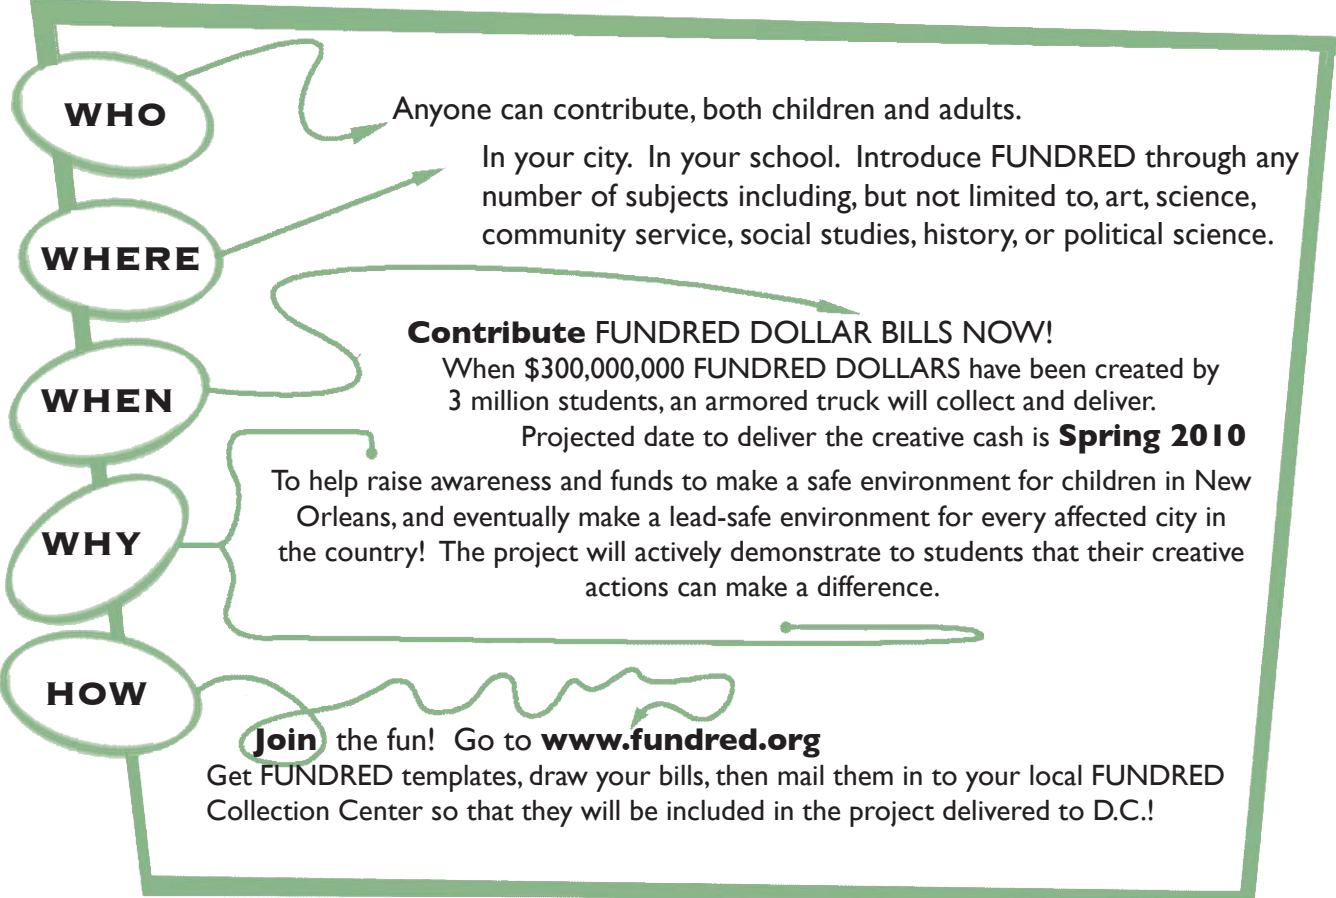 WHO
Anyone can contribute, both children and adults.
WHERE
In your city. In your school. Introduce FUNDRED through any
number of subjects including, but not limited to, art, science,
community service, social studies, history, or political science.
WHEN
Contribute FUNDRED DOLLAR BILLS NOW!
When $300,000,000 FUNDRED DOLLARS have been created by
3 million students, an armored truck will collect and deliver.
Projected date to deliver the creative cash is Spring 2010
WHY
To help raise awareness and funds to make a safe environment for children in New
Orleans, and eventually make a lead-safe environment for every affected city in
the country! The project will actively demonstrate to students that their creative
actions can make a difference.
HOW
Join the fun! Go to www.fundred.org
Get FUNDRED templates, draw your bills, then mail them in to your local FUNDRED
Collection Center so that they will be included in the project delivered to D.C.!